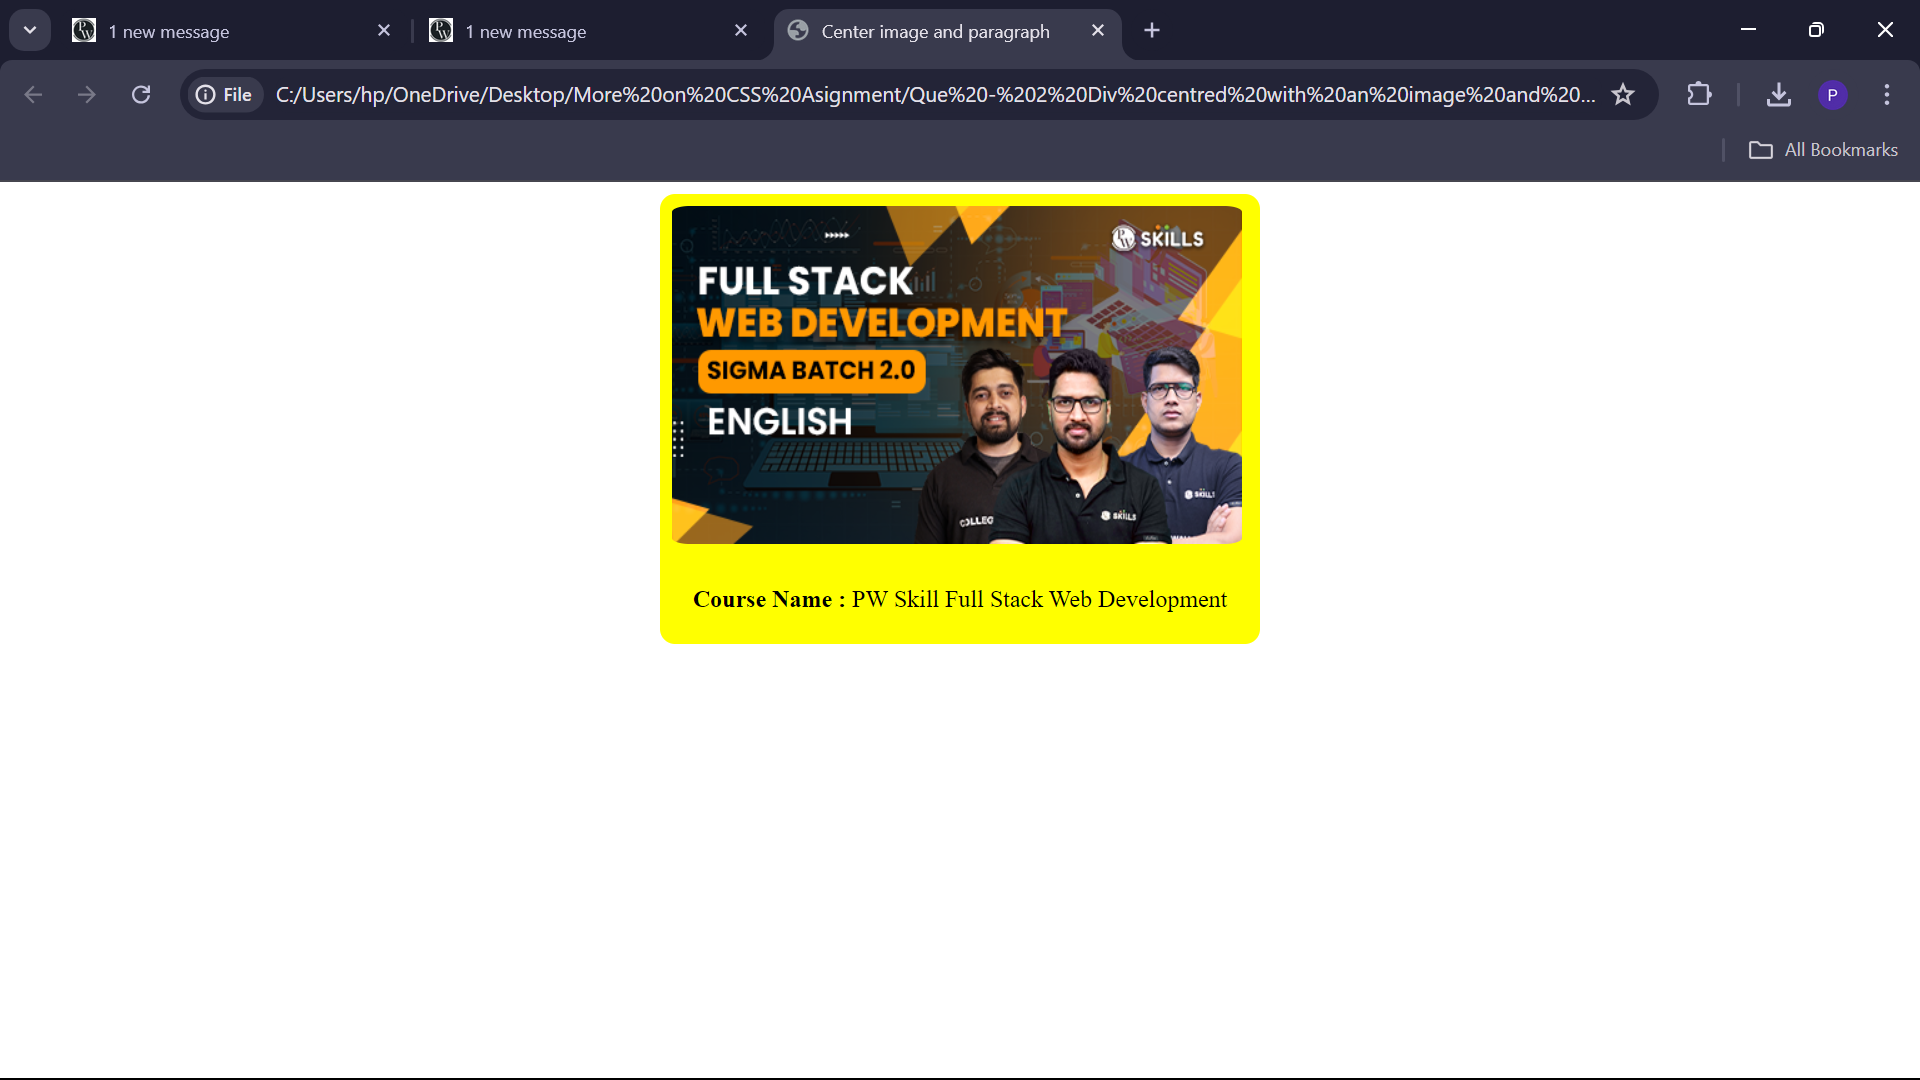 1 new message
1 new message
Center image and paragraph
File
C:/Users/hp/OneDrive/Desktop/More%20on%20CSS%20Asignment/Que%20-%202%20Div%20centred%20with%20an%20image%20and%20...
P
All Bookmarks
PW SKILLS
FULL STACK
WEB DEVELOPMENT
SIGMA BATCH 2.0
ENGLISH
SKILLS
COLLEG
SKILLS
Course Name : PW Skill Full Stack Web Development